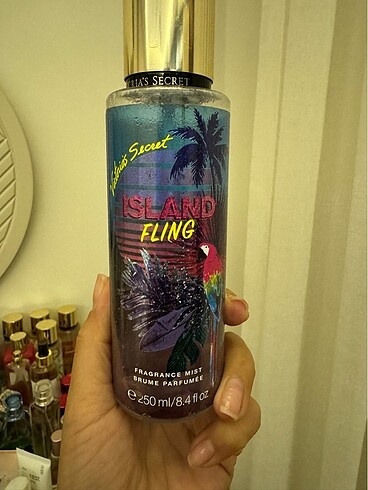 RIA'S SECRET
Victoria's Secret
ISLAND
FLING
FRAGRANCE MIST
BRUME PARFUMÉE
e 250 ml/8.4 fl oz